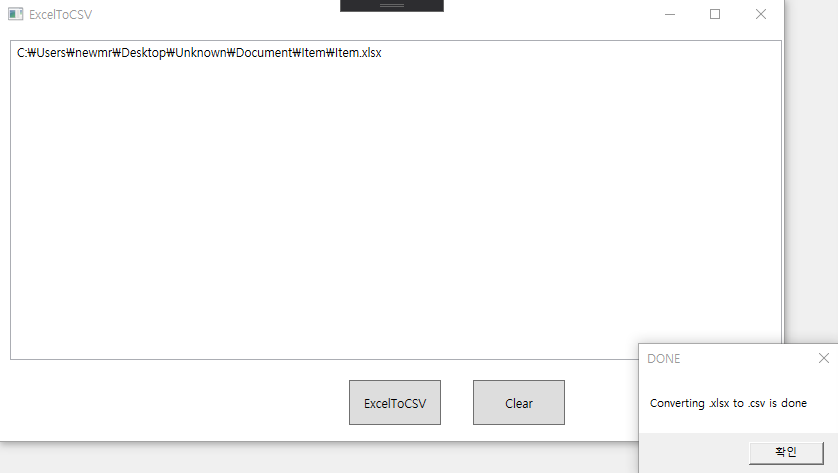 ExcelToCSV
C:₩Users₩newmr₩Desktop₩Unknown₩Document₩Item₩Item.xlsx
ExcelToCSV
Clear
DONE
Converting .xlsx to .csv is done
확인